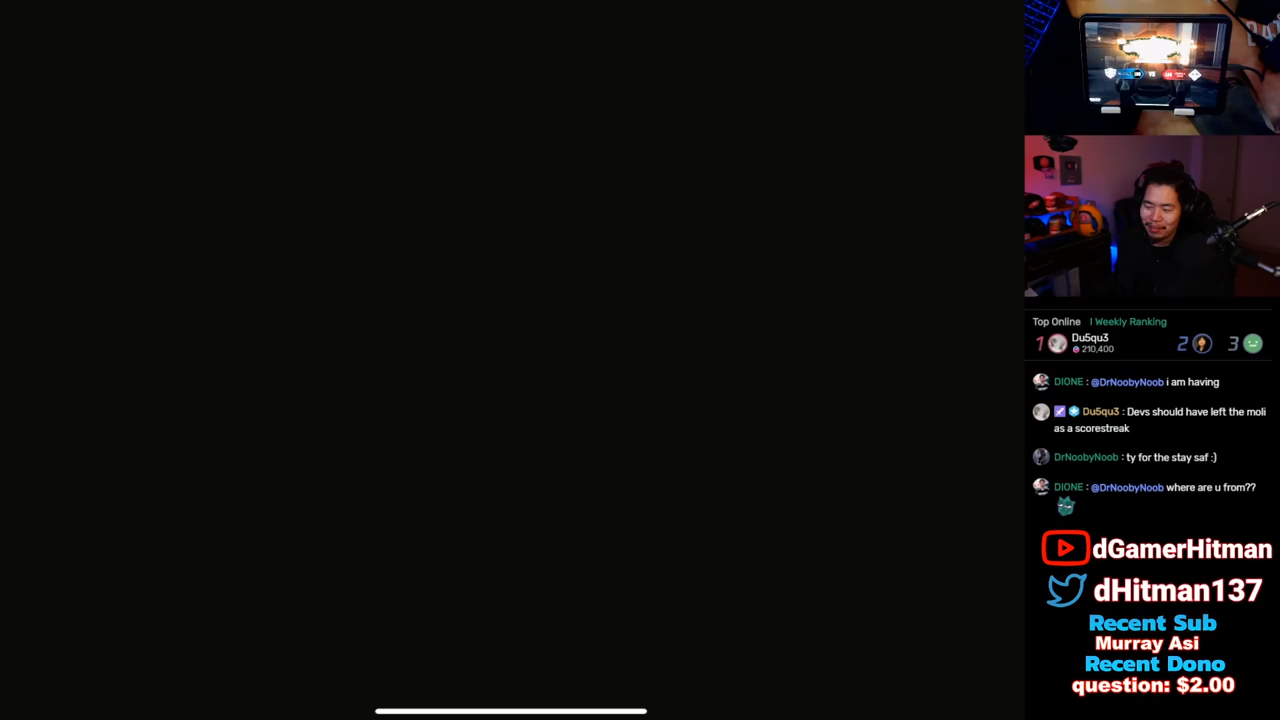 VS
Top Online | Weekly Ranking
1 Du5qu3 2 3
210,400
DIONE : @DrNoobyNoob i am having
Du5qu3 : Devs should have left the moli
as a scorestreak
DrNoobyNoob : ty for the stay saf :)
DIONE : @DrNoobyNoob where are u from??
dGamerHitman
dHitman137
Recent Sub
Murray Asi
Recent Dono
question: $2.00